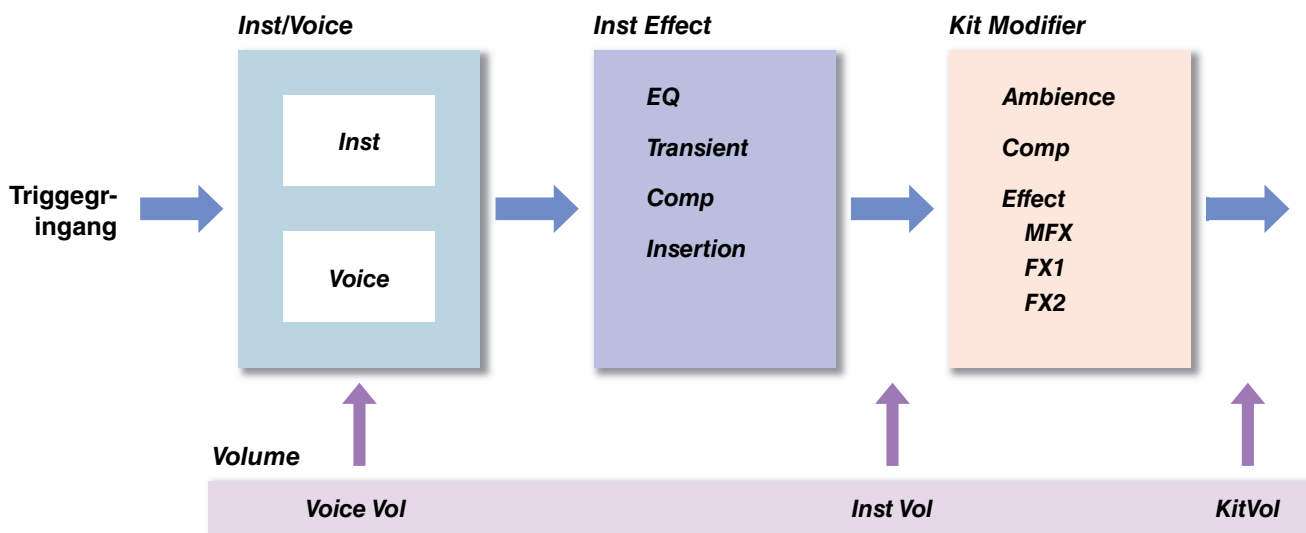 Inst/Voice
Inst Effect
Kit Modifier
Inst
Voice
EQ
Transient
Comp
Insertion
Ambience
Comp
Effect
MFX
FX1
FX2
Triggegr-
ingang
Volume
Voice Vol
Inst Vol
KitVol